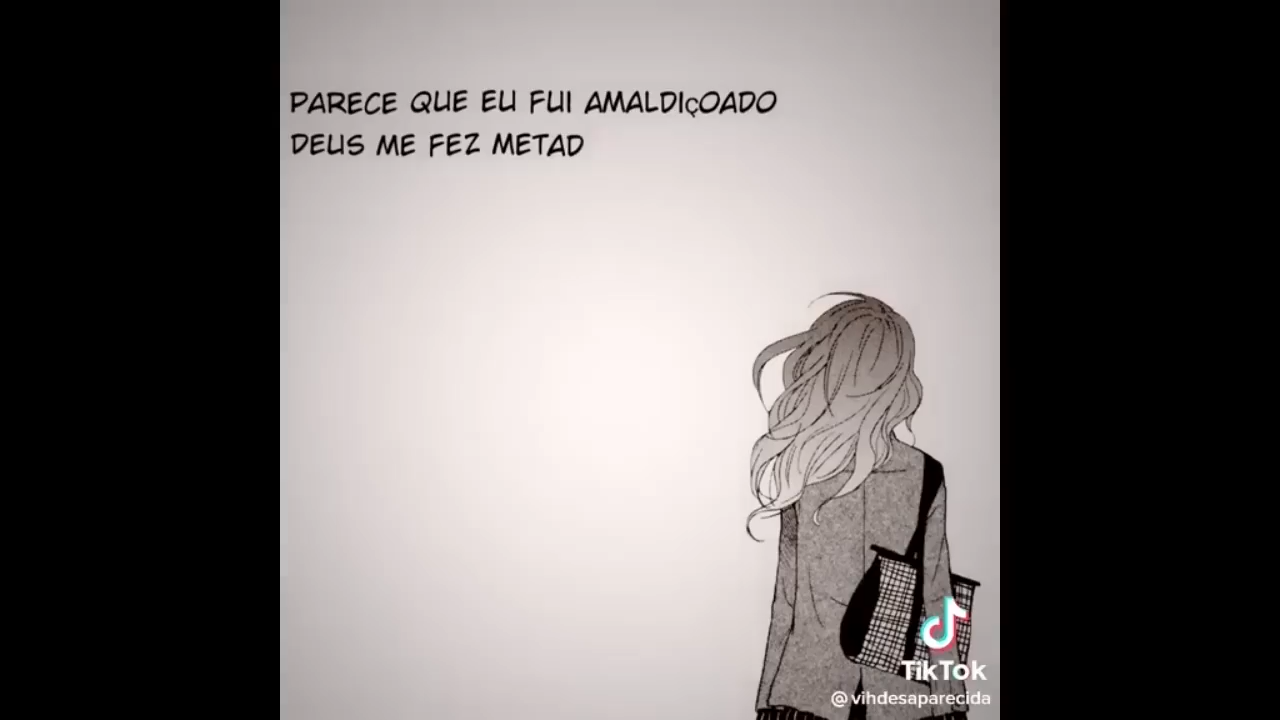 PARECE QUE EU FUI AMALDIçOADO
DEUS ME FEZ METAD
TikTok
@vihdesaparecida